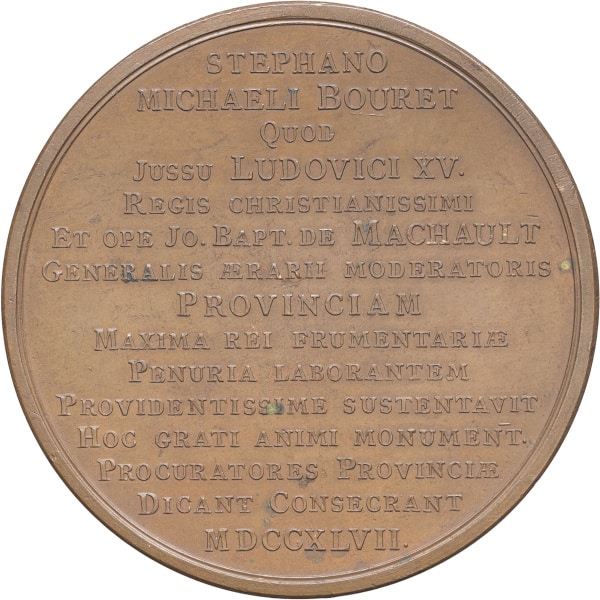 STEPHANO
MICHAELI BOURET
QUOD
JUSSU LUDOVICI XV.
REGIS CHRISTIANISSIMI
ET OPE JO. BAPT. DE MACHAULT
GENERALIS ÆRARII MODERATORIS
PROVINCIAM
MAXIMA REI FRUMENTARIÆ
PENURIA LABORANTEM
PROVIDENTISSIME SUSTENTAVIT
HOC GRATI ANIMI MONUMENT̄.
PROCURATORES PROVINCIÆ
DICANT CONSECRANT
MDCCXLVII.